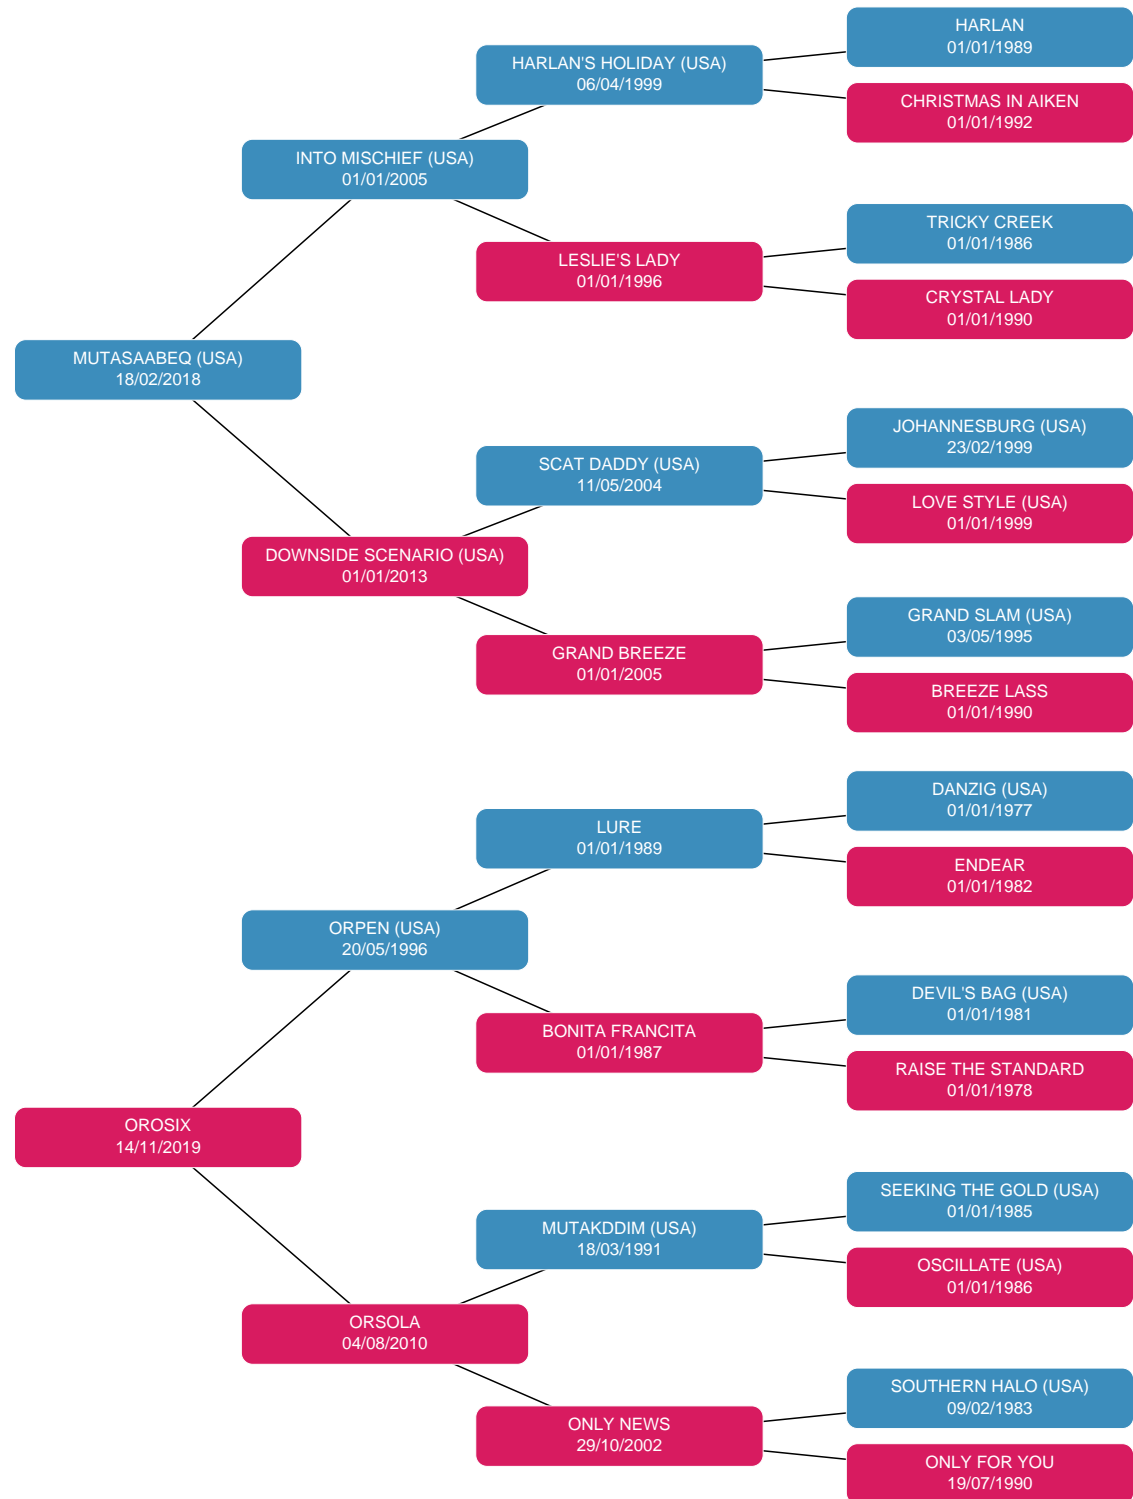 HARLAN
01/01/1989
HARLAN'S HOLIDAY (USA)
06/04/1999
CHRISTMAS IN AIKEN
01/01/1992
INTO MISCHIEF (USA)
01/01/2005
TRICKY CREEK
01/01/1986
LESLIE'S LADY
01/01/1996
CRYSTAL LADY
01/01/1990
MUTASAABEQ (USA)
18/02/2018
JOHANNESBURG (USA)
23/02/1999
SCAT DADDY (USA)
11/05/2004
LOVE STYLE (USA)
01/01/1999
DOWNSIDE SCENARIO (USA)
01/01/2013
GRAND SLAM (USA)
03/05/1995
GRAND BREEZE
01/01/2005
BREEZE LASS
01/01/1990
DANZIG (USA)
01/01/1977
LURE
01/01/1989
ENDEAR
01/01/1982
ORPEN (USA)
20/05/1996
DEVIL'S BAG (USA)
01/01/1981
BONITA FRANCITA
01/01/1987
RAISE THE STANDARD
01/01/1978
OROSIX
14/11/2019
SEEKING THE GOLD (USA)
01/01/1985
MUTAKDDIM (USA)
18/03/1991
OSCILLATE (USA)
01/01/1986
ORSOLA
04/08/2010
SOUTHERN HALO (USA)
09/02/1983
ONLY NEWS
29/10/2002
ONLY FOR YOU
19/07/1990